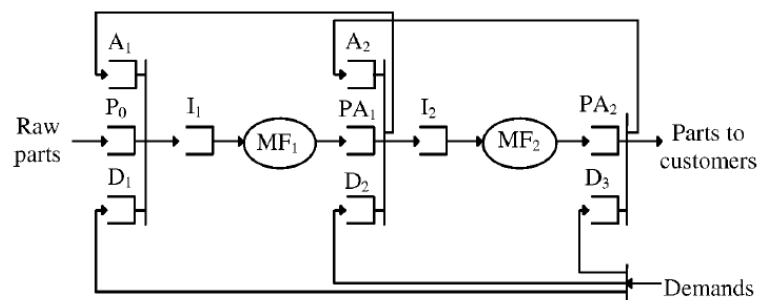 A₁
A₂
P₀
I₁
PA₁
I₂
PA₂
Raw
parts
MF₁
MF₂
Parts to
customers
D₁
D₂
D₃
Demands